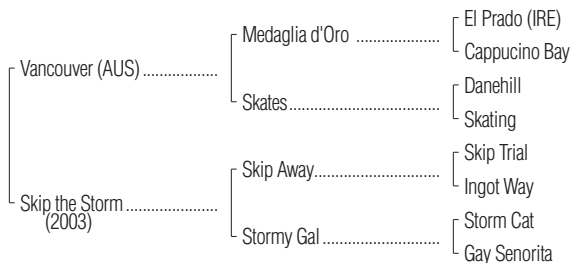 El Prado (IRE)
Medaglia d'Oro ........................
Cappucino Bay
Vancouver (AUS) .....................
Danehill
Skates...........................................
Skating
Skip Trial
Skip Away....................................
Ingot Way
Skip the Storm ..........................
(2003)
Storm Cat
Stormy Gal ..................................
Gay Senorita